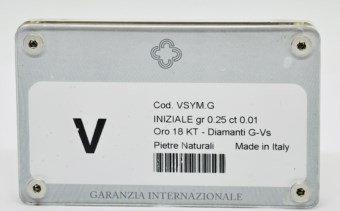 Cod. VSYM.G
INIZIALE gr 0.25 ct 0.01
Oro 18 KT - Diamanti G-Vs
V
Pietre Naturali Made in Italy
GARANZIA INTERNAZIONALE